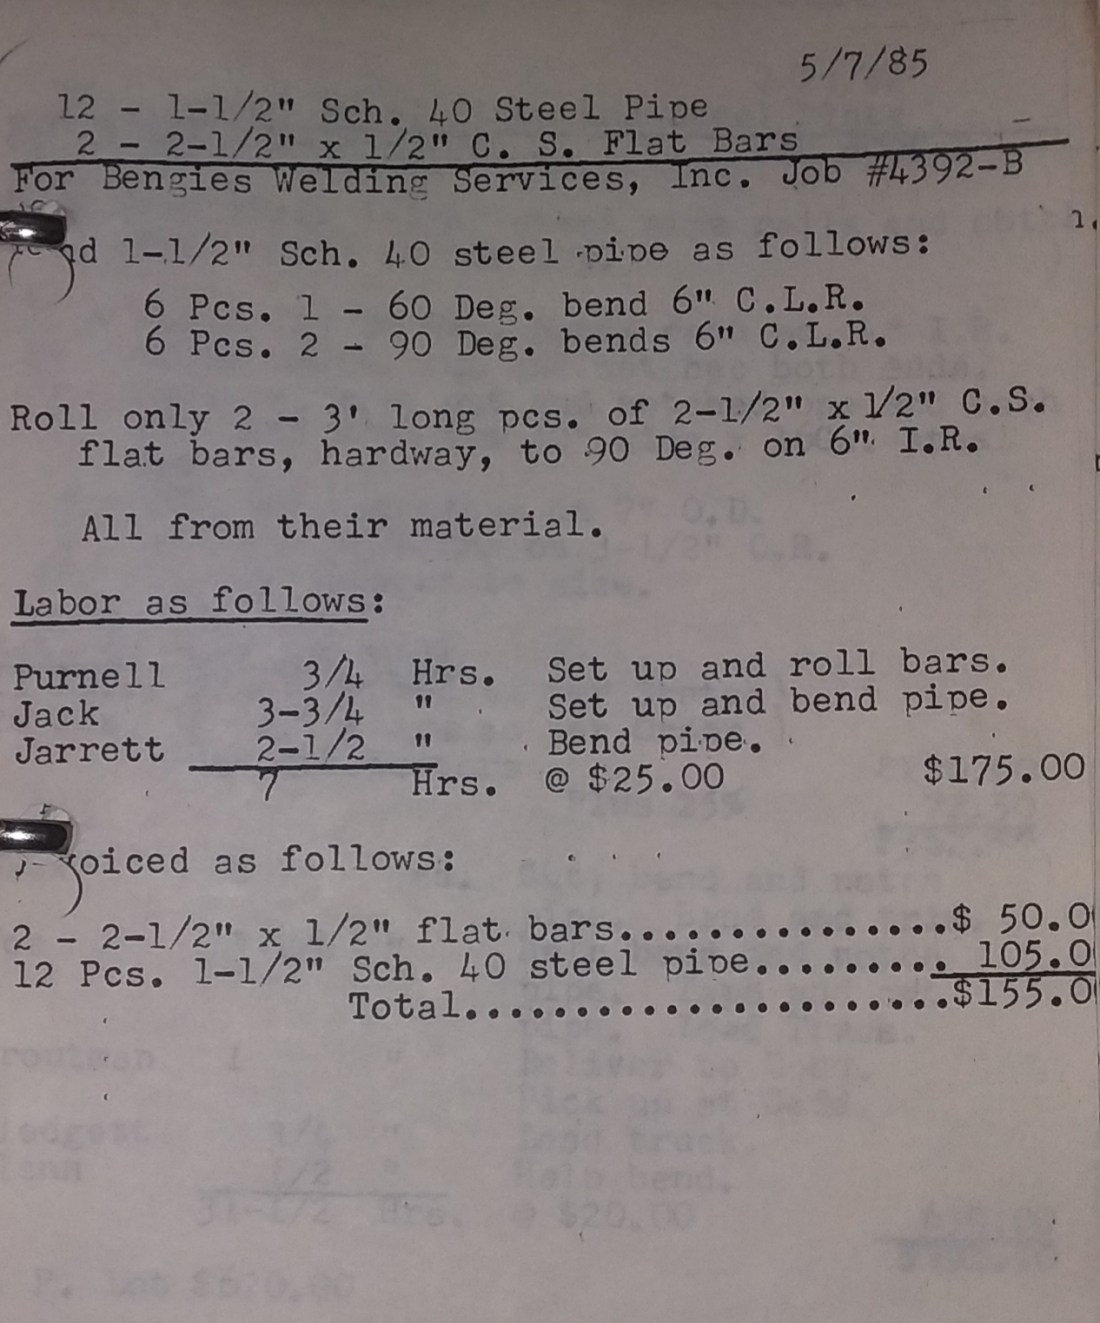 5/7/85
12 - 1-1/2" Sch. 40 Steel Pipe
2 - 2-1/2" x 1/2" C. S. Flat Bars
For Bengies Welding Services, Inc. Job #4392-B
1.
1-1/2" Sch. 40 steel pipe as follows:
6 Pcs. 1 - 60 Deg. bend 6" C.L.R.
6 Pcs. 2 - 90 Deg. bends 6" C.L.R.
Roll only 2 - 3' long pcs. of 2-1/2" x 1/2" C.S.
flat bars, hardway, to 90 Deg. on 6" I.R.
All from their material.
Labor as follows:
Purnell 3/4 Hrs. Set up and roll bars.
Jack 3-3/4 " Set up and bend pipe.
Jarrett 2-1/2 " Bend pipe.
7 Hrs. @ $25.00 $175.00
oiced as follows:
2 - 2-1/2" x 1/2" flat bars...............$ 50.0
12 Pcs. 1-1/2" Sch. 40 steel pipe......... 105.0
Total......................$155.0